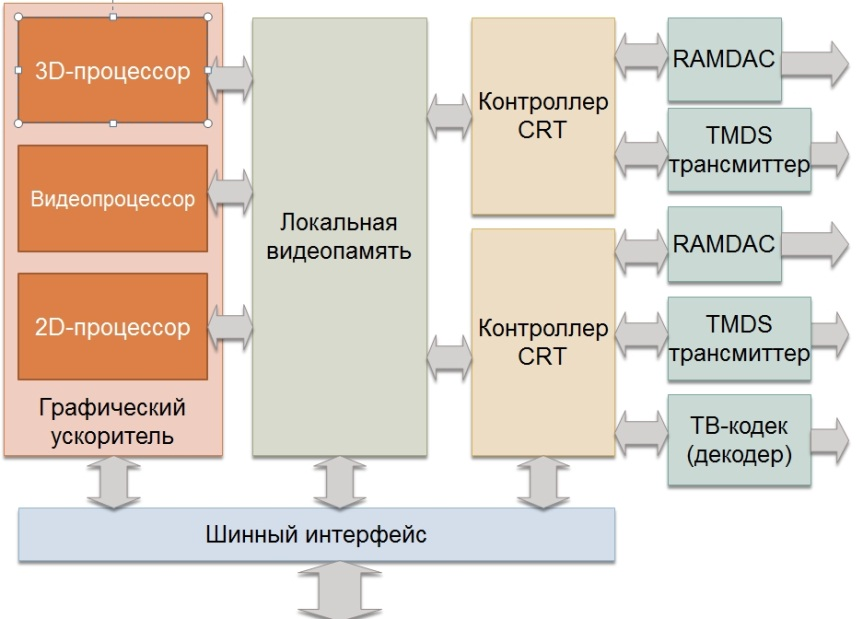 3D-процессор
Видеопроцессор
2D-процессор
Графический
ускоритель
Локальная
видеопамять
Контроллер
CRT
Контроллер
CRT
RAMDAC
TMDS
трансмиттер
RAMDAC
TMDS
трансмиттер
ТВ-кодек
(декодер)
Шинный интерфейс